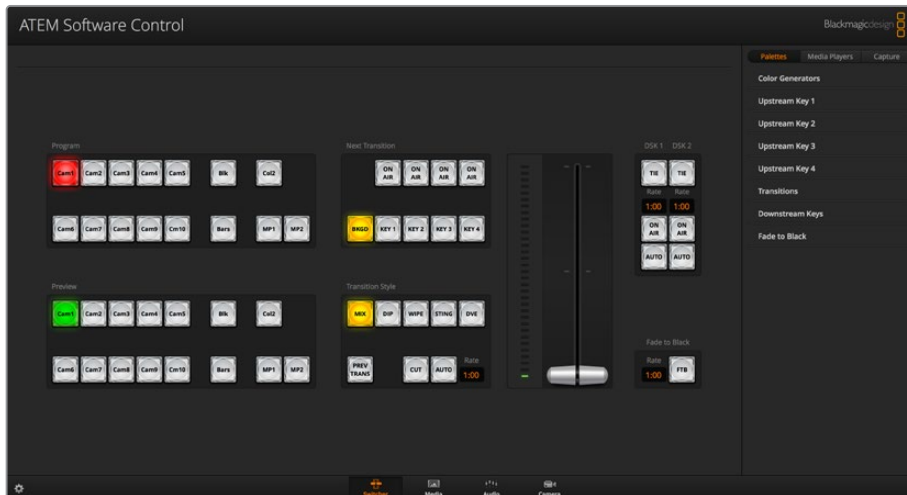 ATEM Software Control
Blackmagicdesign
Palettes Media Players Capture
Color Generators
Upstream Key 1
Upstream Key 2
Upstream Key 3
Upstream Key 4
Transitions
Downstream Keys
Fade to Black
Program
Cam1 Cam2 Cam3 Cam4 Cam5 Blk Col2
Cam6 Cam7 Cam8 Cam9 Cm10 Bars MP1 MP2
Next Transition
ON AIR ON AIR ON AIR ON AIR
BKGD KEY 1 KEY 2 KEY 3 KEY 4
DSK 1 DSK 2
TIE TIE
Rate Rate
1:00 1:00
ON AIR ON AIR
AUTO AUTO
Preview
Cam1 Cam2 Cam3 Cam4 Cam5 Blk Col2
Cam6 Cam7 Cam8 Cam9 Cm10 Bars MP1 MP2
Transition Style
MIX DIP WIPE STING DVE
PREV TRANS CUT AUTO Rate 1:00
Fade to Black
Rate
1:00 FTB
Switcher Media Audio Camera